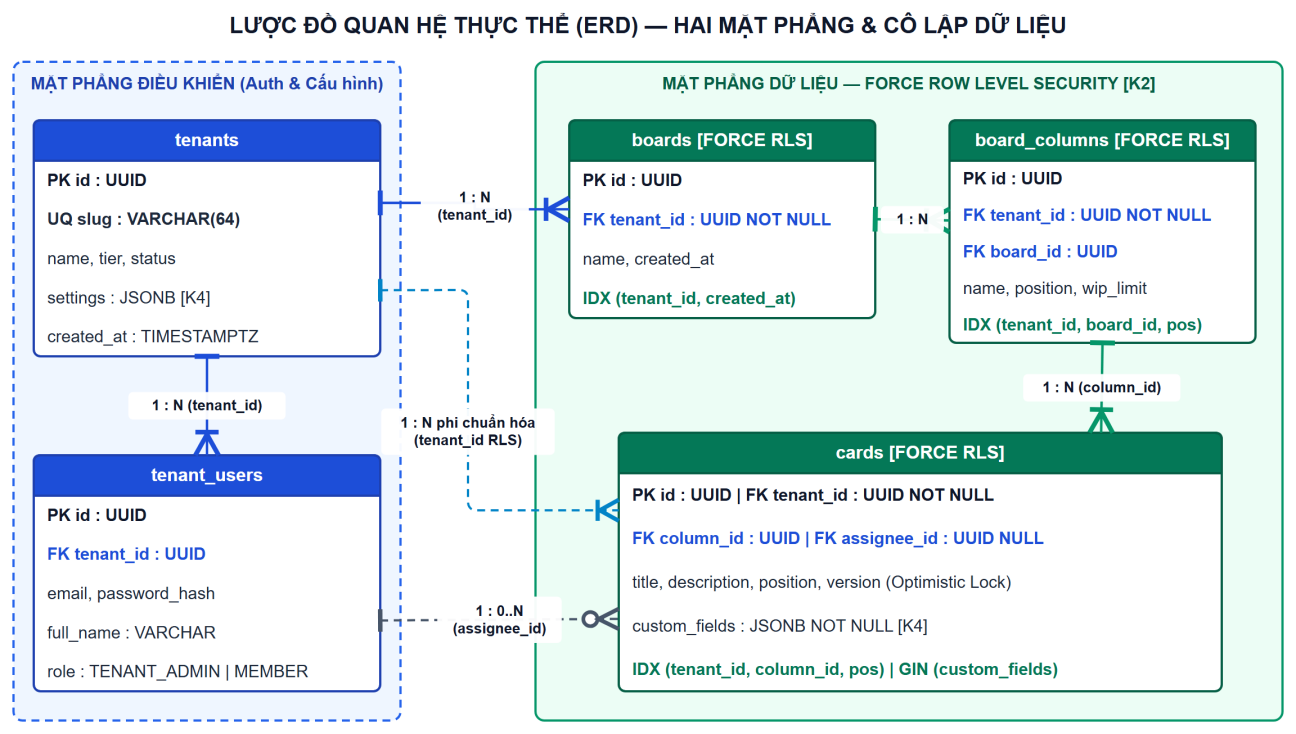 LƯỢC ĐỒ QUAN HỆ THỰC THỂ (ERD) — HAI MẶT PHẲNG & CÔ LẬP DỮ LIỆU
MẶT PHẲNG ĐIỀU KHIỂN (Auth & Cấu hình)
tenants
PK id : UUID
UQ slug : VARCHAR(64)
name, tier, status
settings : JSONB [K4]
created_at : TIMESTAMPTZ
1 : N (tenant_id)
tenant_users
PK id : UUID
FK tenant_id : UUID
email, password_hash
full_name : VARCHAR
role : TENANT_ADMIN | MEMBER
1 : N
(tenant_id)
1 : N phi chuẩn hóa
(tenant_id RLS)
1 : 0..N
(assignee_id)
MẶT PHẲNG DỮ LIỆU — FORCE ROW LEVEL SECURITY [K2]
boards [FORCE RLS]
PK id : UUID
FK tenant_id : UUID NOT NULL
name, created_at
IDX (tenant_id, created_at)
1 : N
board_columns [FORCE RLS]
PK id : UUID
FK tenant_id : UUID NOT NULL
FK board_id : UUID
name, position, wip_limit
IDX (tenant_id, board_id, pos)
1 : N (column_id)
cards [FORCE RLS]
PK id : UUID | FK tenant_id : UUID NOT NULL
FK column_id : UUID | FK assignee_id : UUID NULL
title, description, position, version (Optimistic Lock)
custom_fields : JSONB NOT NULL [K4]
IDX (tenant_id, column_id, pos) | GIN (custom_fields)